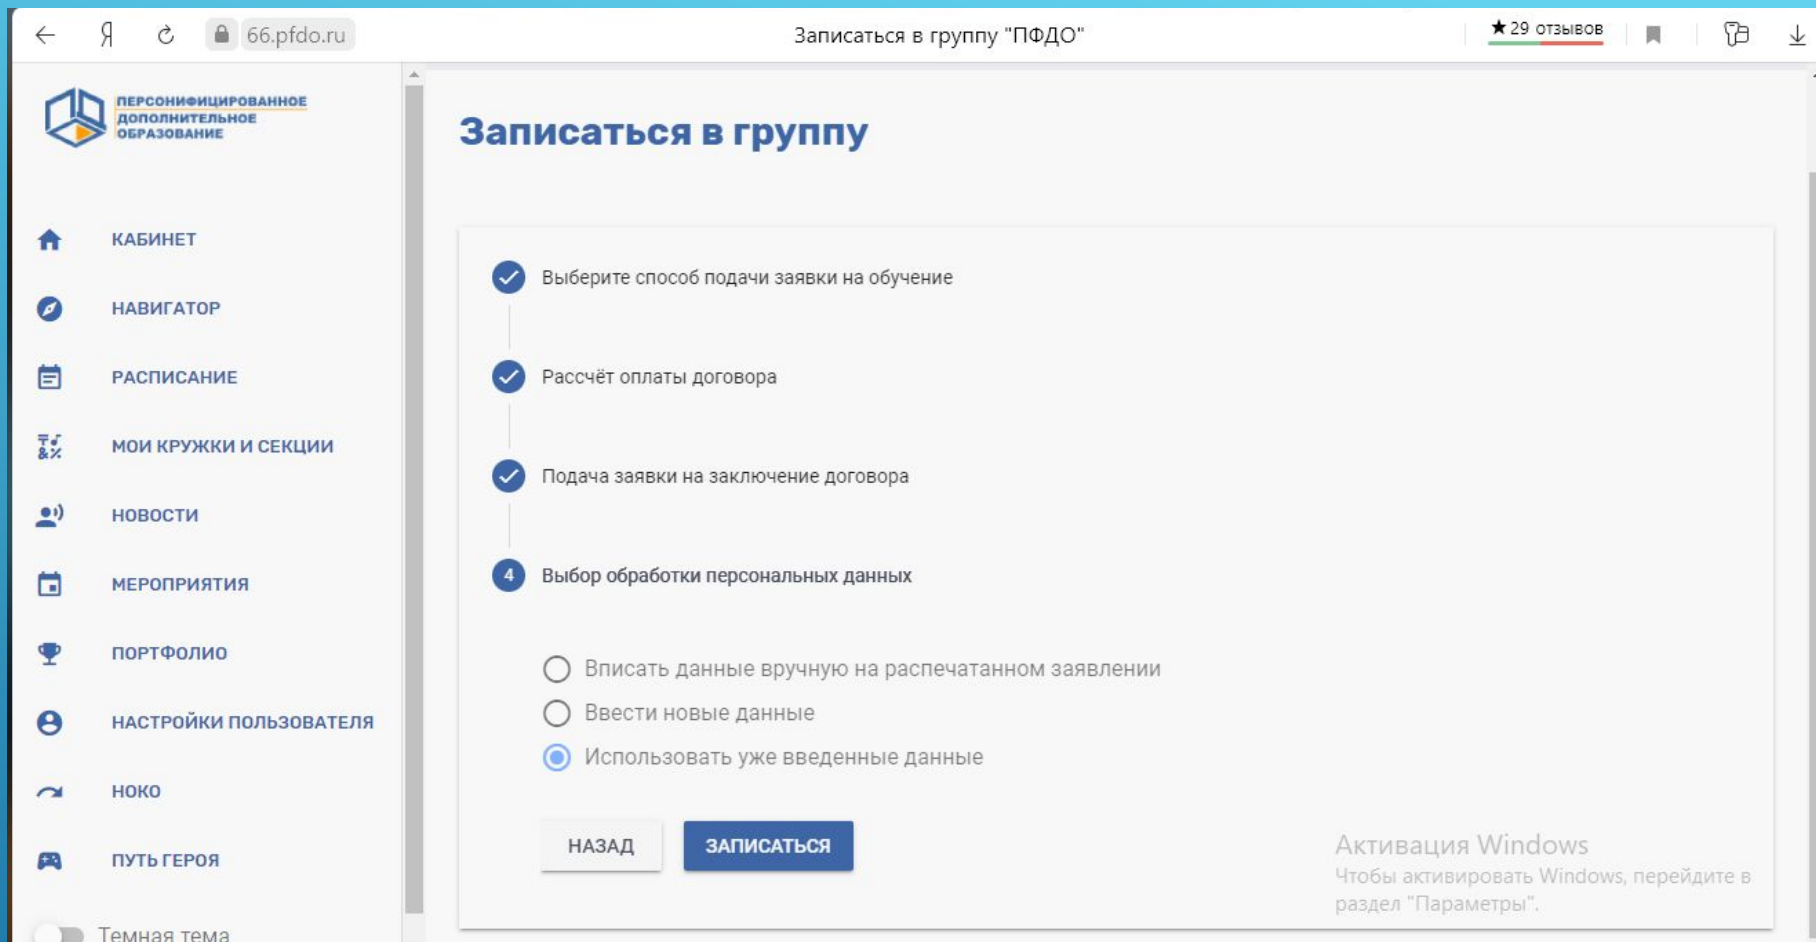 66.pfdo.ru
Записаться в группу "ПФДО"
★ 29 отзывов
ПЕРСОНИФИЦИРОВАННОЕ
ДОПОЛНИТЕЛЬНОЕ
ОБРАЗОВАНИЕ
КАБИНЕТ
НАВИГАТОР
РАСПИСАНИЕ
МОИ КРУЖКИ И СЕКЦИИ
НОВОСТИ
МЕРОПРИЯТИЯ
ПОРТФОЛИО
НАСТРОЙКИ ПОЛЬЗОВАТЕЛЯ
НОКО
ПУТЬ ГЕРОЯ
Темная тема
Записаться в группу
Выберите способ подачи заявки на обучение
Рассчёт оплаты договора
Подача заявки на заключение договора
4 Выбор обработки персональных данных
Вписать данные вручную на распечатанном заявлении
Ввести новые данные
Использовать уже введенные данные
НАЗАД
ЗАПИСАТЬСЯ
Активация Windows
Чтобы активировать Windows, перейдите в
раздел "Параметры".